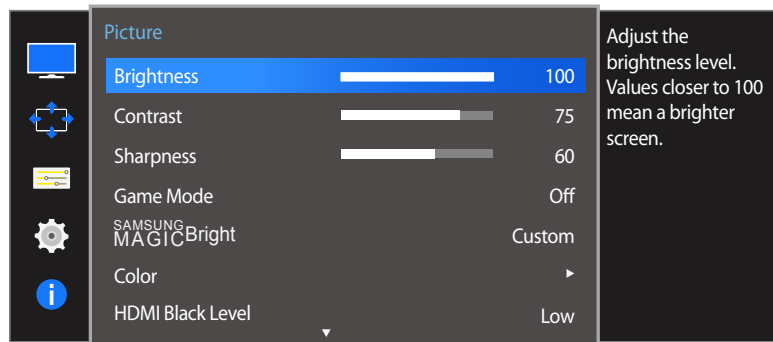 Picture
Brightness 100
Contrast 75
Sharpness 60
Game Mode Off
SAMSUNG
MAGICBright Custom
Color ►
HDMI Black Level Low
▼
Adjust the
brightness level.
Values closer to 100
mean a brighter
screen.
i